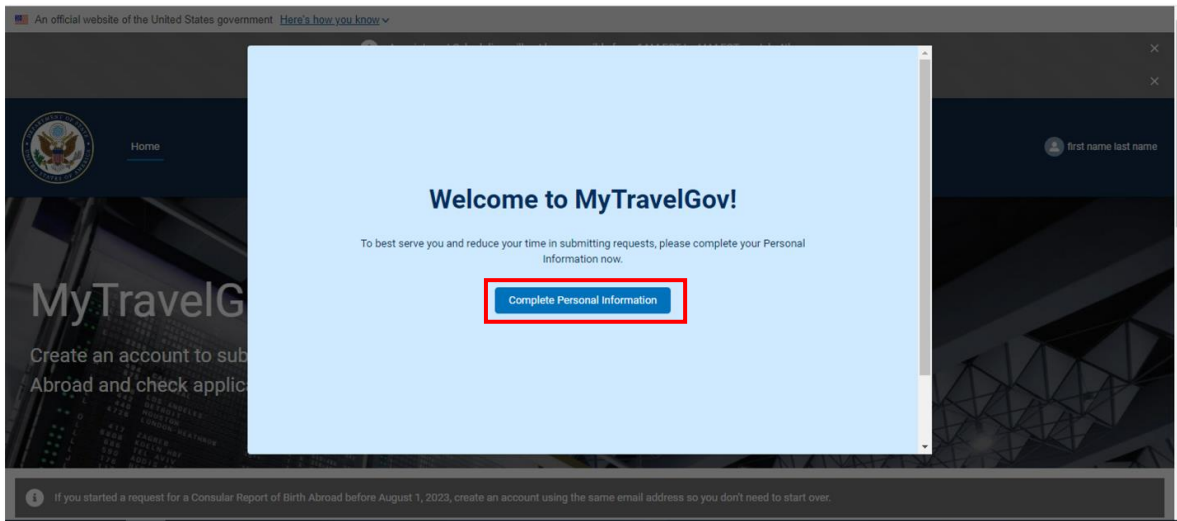 An official website of the United States government Here's how you know
Home
first name last name
Welcome to MyTravelGov!
To best serve you and reduce your time in submitting requests, please complete your Personal
Information now.
Complete Personal Information
MyTravelG
Create an account to sub
Abroad and check applic
If you started a request for a Consular Report of Birth Abroad before August 1, 2023, create an account using the same email address so you don't need to start over.